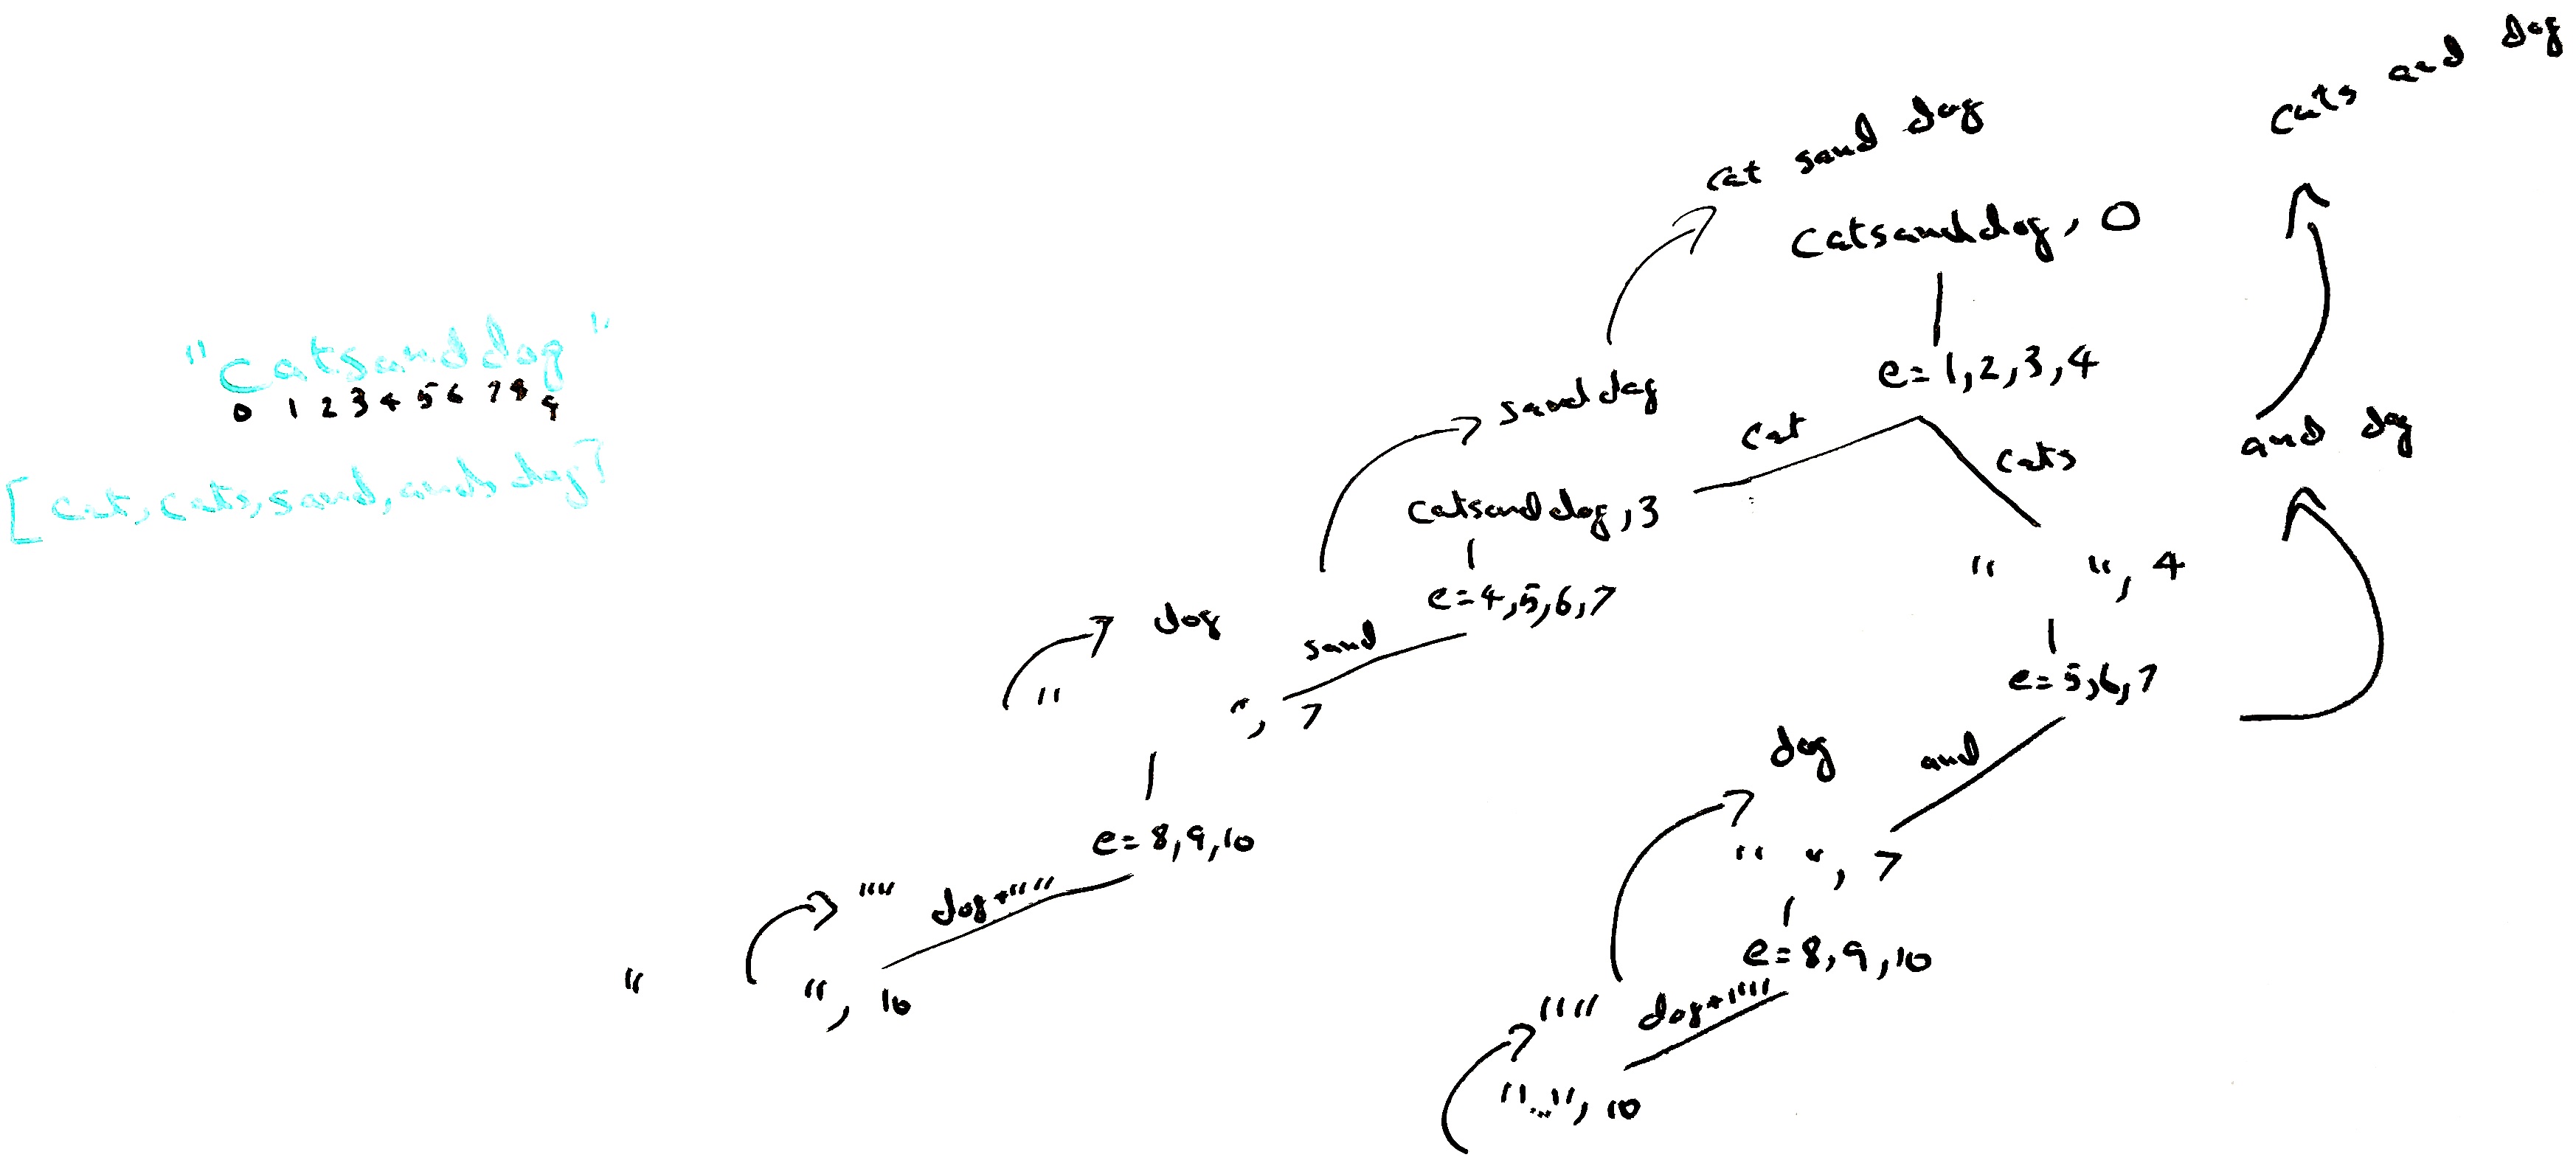 cats and dog
cat sand dog
catsanddog, 0
"catsanddog"
0 1 2 3 4 5 6 7 8 9
e=1,2,3,4
sand dog
cat
cats
and dog
[cat, cats, sand, and, dog]
catsanddog, 3
" ", 4
e=4,5,6,7
dog
sand
e=5,6,7
" ", 7
dog
and
e=8,9,10
" ", 7
""
dog+""
e=8,9,10
" ", 10
""
dog+""
"...", 10